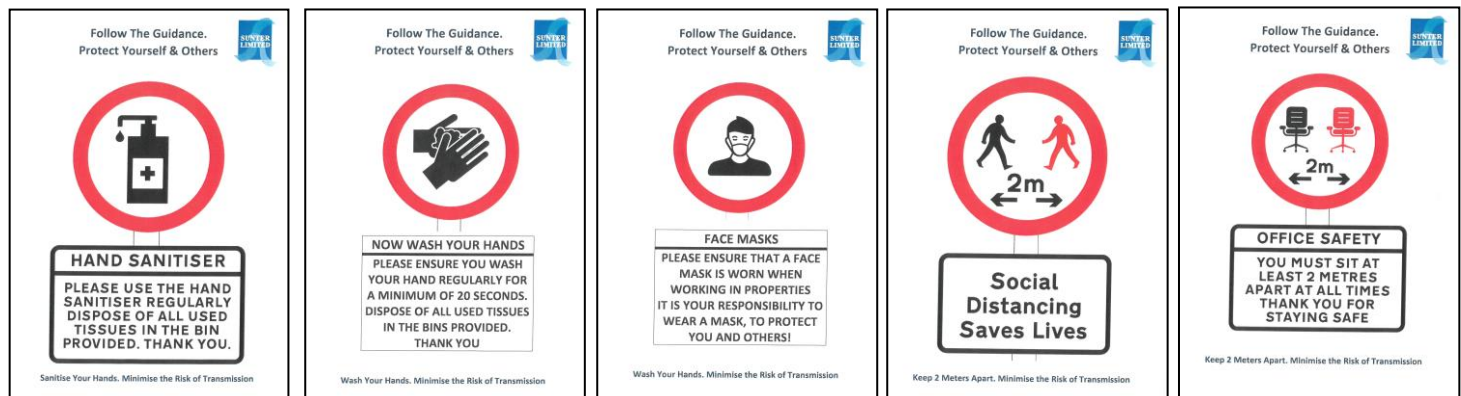 Follow The Guidance.
Protect Yourself & Others
SUNTER
LIMITED
HAND SANITISER
PLEASE USE THE HAND
SANITISER REGULARLY
DISPOSE OF ALL USED
TISSUES IN THE BIN
PROVIDED. THANK YOU.
Sanitise Your Hands. Minimise the Risk of Transmission
Follow The Guidance.
Protect Yourself & Others
SUNTER
LIMITED
NOW WASH YOUR HANDS
PLEASE ENSURE YOU WASH
YOUR HAND REGULARLY FOR
A MINIMUM OF 20 SECONDS.
DISPOSE OF ALL USED TISSUES
IN THE BINS PROVIDED.
THANK YOU
Wash Your Hands. Minimise the Risk of Transmission
Follow The Guidance.
Protect Yourself & Others
SUNTER
LIMITED
FACE MASKS
PLEASE ENSURE THAT A FACE
MASK IS WORN WHEN
WORKING IN PROPERTIES
IT IS YOUR RESPONSIBILITY TO
WEAR A MASK, TO PROTECT
YOU AND OTHERS!
Wash Your Hands. Minimise the Risk of Transmission
Follow The Guidance.
Protect Yourself & Others
SUNTER
LIMITED
2m
Social
Distancing
Saves Lives
Keep 2 Meters Apart. Minimise the Risk of Transmission
Follow The Guidance.
Protect Yourself & Others
SUNTER
LIMITED
2m
OFFICE SAFETY
YOU MUST SIT AT
LEAST 2 METRES
APART AT ALL TIMES
THANK YOU FOR
STAYING SAFE
Keep 2 Meters Apart. Minimise the Risk of Transmission